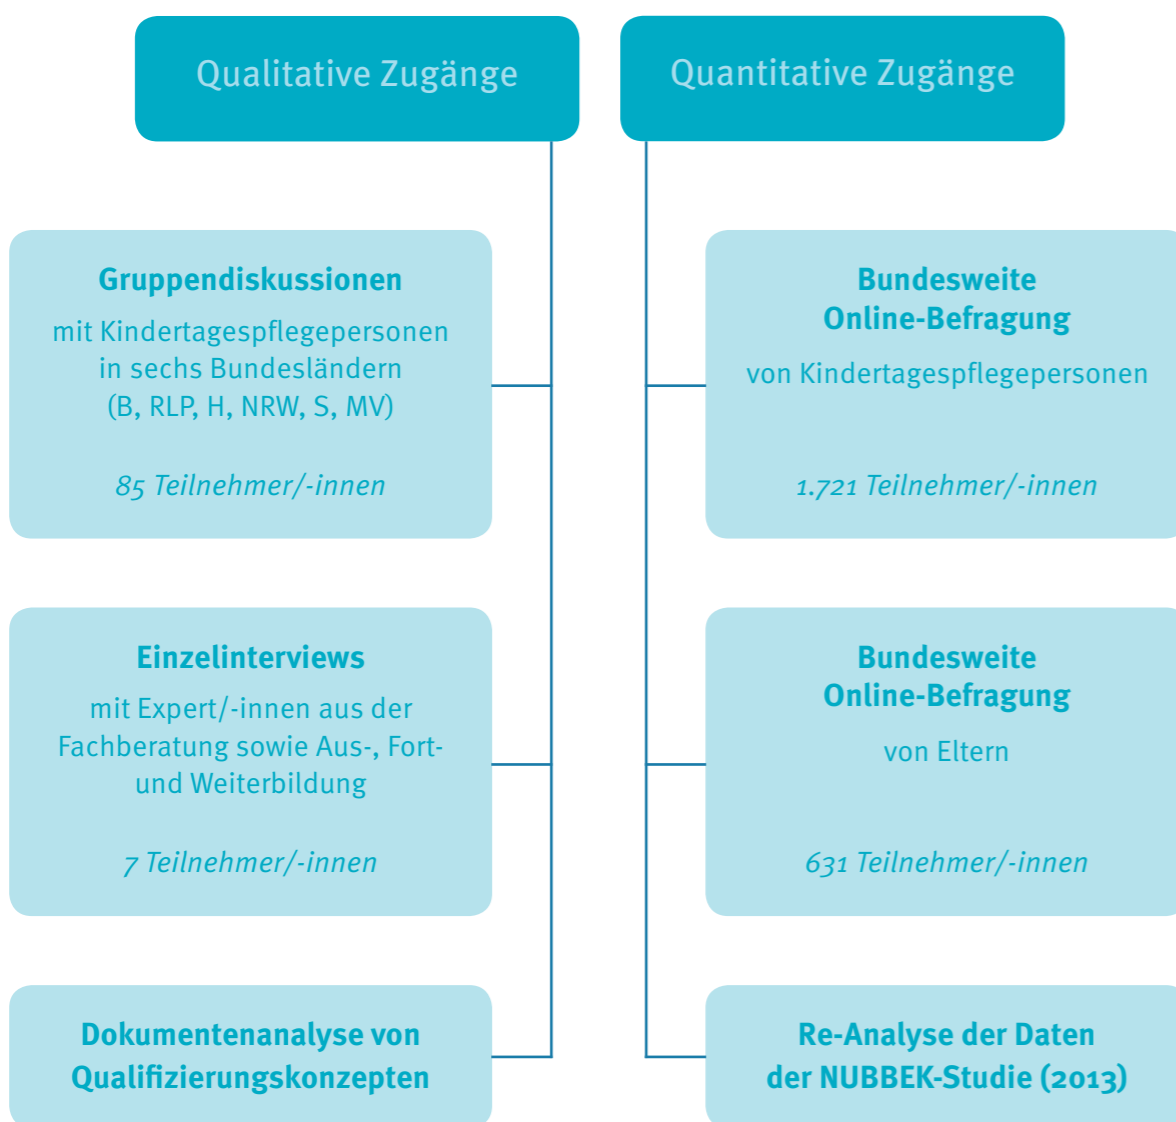 Qualitative Zugänge
Quantitative Zugänge
Gruppendiskussionen
mit Kindertagespflegepersonen
in sechs Bundesländern
(B, RLP, H, NRW, S, MV)
85 Teilnehmer/-innen
Bundesweite
Online-Befragung
von Kindertagespflegepersonen
1.721 Teilnehmer/-innen
Einzelinterviews
mit Expert/-innen aus der
Fachberatung sowie Aus-, Fort-
und Weiterbildung
7 Teilnehmer/-innen
Bundesweite
Online-Befragung
von Eltern
631 Teilnehmer/-innen
Dokumentenanalyse von
Qualifizierungskonzepten
Re-Analyse der Daten
der NUBBEK-Studie (2013)